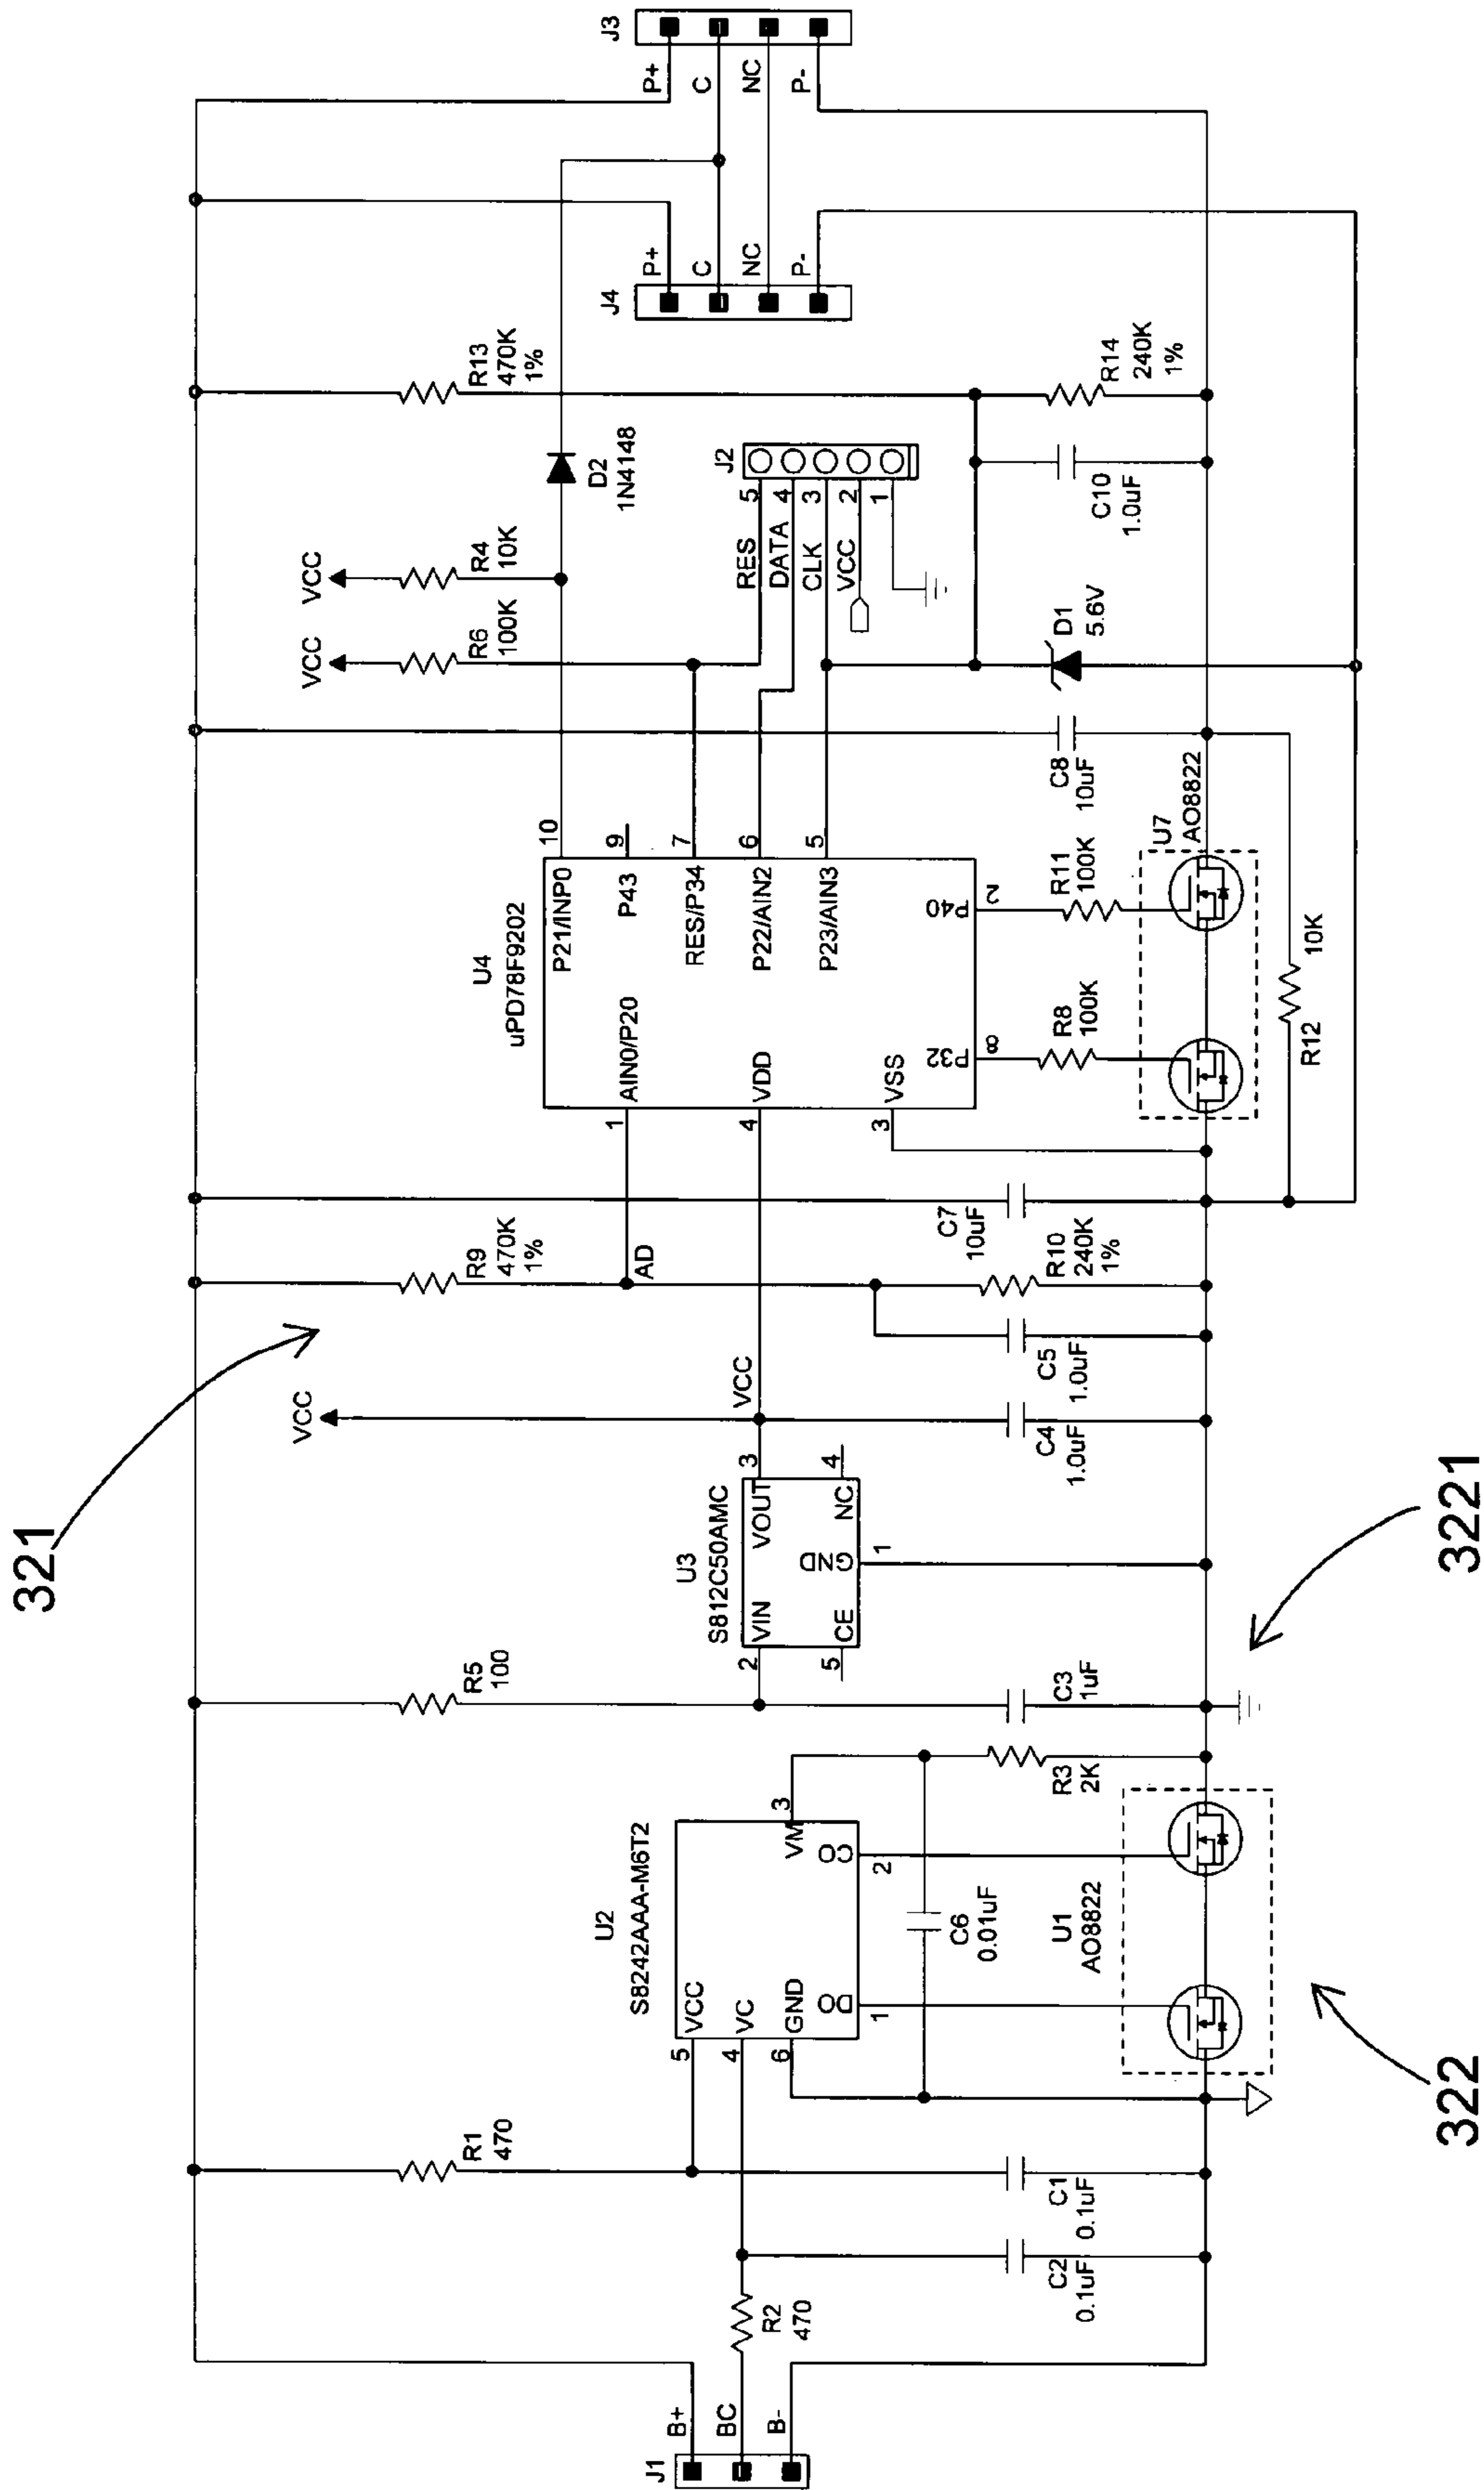 321
322
3221
J1
B+
BC
B-
R2
470
R1
470
C2
0.1uF
C1
0.1uF
U2
S8242AAA-M6T2
5
VCC
4
VC
6
GND
DO
1
CO
2
VM
3
C6
0.01uF
U1
AO8822
R3
2K
R5
100
C3
1uF
U3
S812C50AMC
2
VIN
5
CE
GND
1
VOUT
3
NC
4
VCC
VCC
C4
1.0uF
C5
1.0uF
R9
470K
1%
AD
R10
240K
1%
C7
10uF
U4
uPD78F9202
1
AIN0/P20
4
VDD
3
VSS
P32
8
P40
2
P21/INP0
10
P43
9
RES/P34
7
P22/AIN2
6
P23/AIN3
5
R8
100K
R11
100K
U7
AO8822
R12
10K
C8
10uF
VCC
R6
100K
VCC
R4
10K
D2
1N4148
D1
5.6V
J2
RES
5
DATA
4
CLK
3
VCC
2
1
C10
1.0uF
R13
470K
1%
R14
240K
1%
J4
P+
C
NC
P-
J3
P+
C
NC
P-